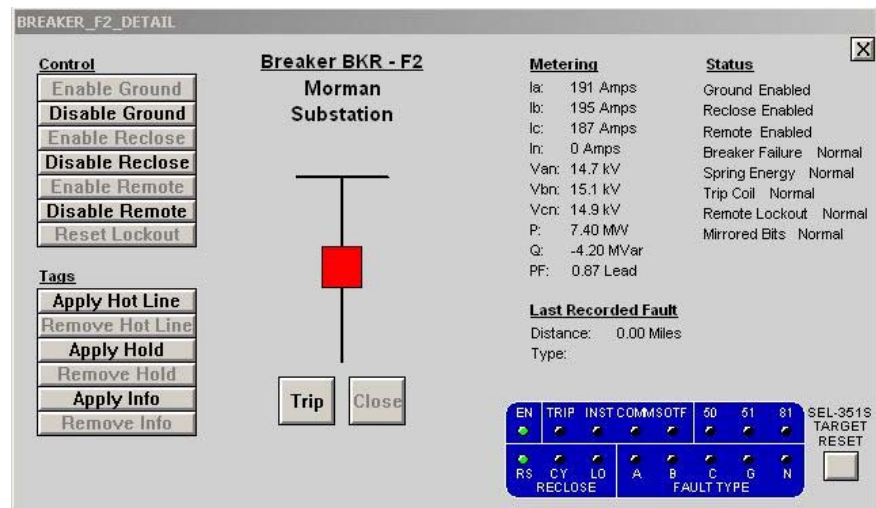 BREAKER_F2_DETAIL
X
Control
Enable Ground
Disable Ground
Enable Reclose
Disable Reclose
Enable Remote
Disable Remote
Reset Lockout
Tags
Apply Hot Line
Remove Hot Line
Apply Hold
Remove Hold
Apply Info
Remove Info
Breaker BKR - F2
Morman
Substation
Trip
Close
Metering
Ia: 191 Amps
Ib: 195 Amps
Ic: 187 Amps
In: 0 Amps
Van: 14.7 kV
Vbn: 15.1 kV
Vcn: 14.9 kV
P: 7.40 MW
Q: -4.20 MVar
PF: 0.87 Lead
Last Recorded Fault
Distance: 0.00 Miles
Type:
Status
Ground Enabled
Reclose Enabled
Remote Enabled
Breaker Failure Normal
Spring Energy Normal
Trip Coil Normal
Remote Lockout Normal
Mirrored Bits Normal
EN TRIP INST COMM SOTF 50 51 81
RS CY LO A B C G N
RECLOSE FAULT TYPE
SEL-351S
TARGET
RESET